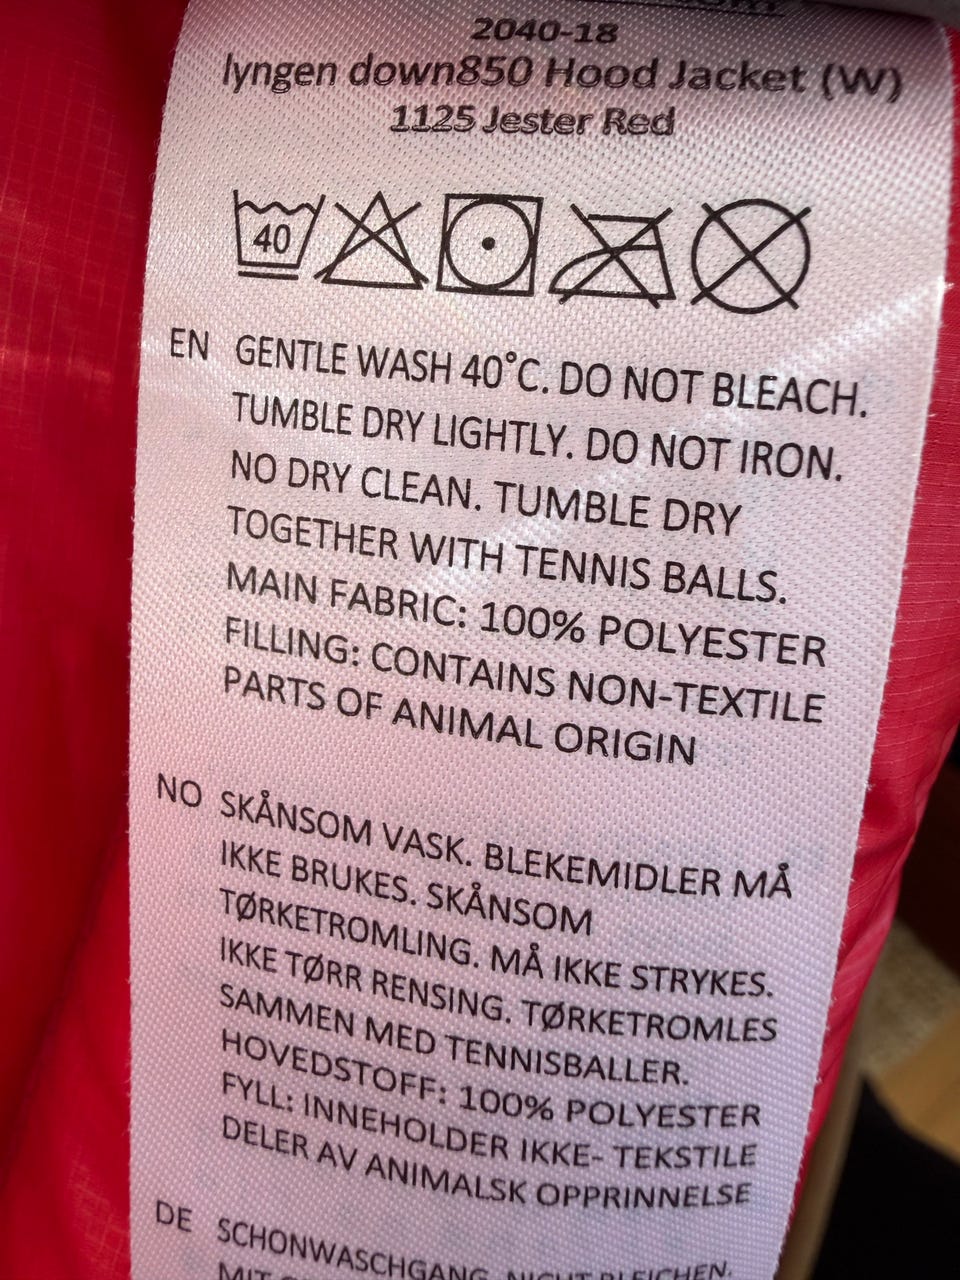 2040-18
lyngen down850 Hood Jacket (W)
1125 Jester Red
40
EN GENTLE WASH 40°C. DO NOT BLEACH.
TUMBLE DRY LIGHTLY. DO NOT IRON.
NO DRY CLEAN. TUMBLE DRY
TOGETHER WITH TENNIS BALLS.
MAIN FABRIC: 100% POLYESTER
FILLING: CONTAINS NON-TEXTILE
PARTS OF ANIMAL ORIGIN
NO SKÅNSOM VASK. BLEKEMIDLER MÅ
IKKE BRUKES. SKÅNSOM
TØRKETROMLING. MÅ IKKE STRYKES.
IKKE TØRR RENSING. TØRKETROMLES
SAMMEN MED TENNISBALLER.
HOVEDSTOFF: 100% POLYESTER
FYLL: INNEHOLDER IKKE- TEKSTILE
DELER AV ANIMALSK OPPRINNELSE
DE SCHONWASCHGANG. NICHT BLEICHEN.
MIT